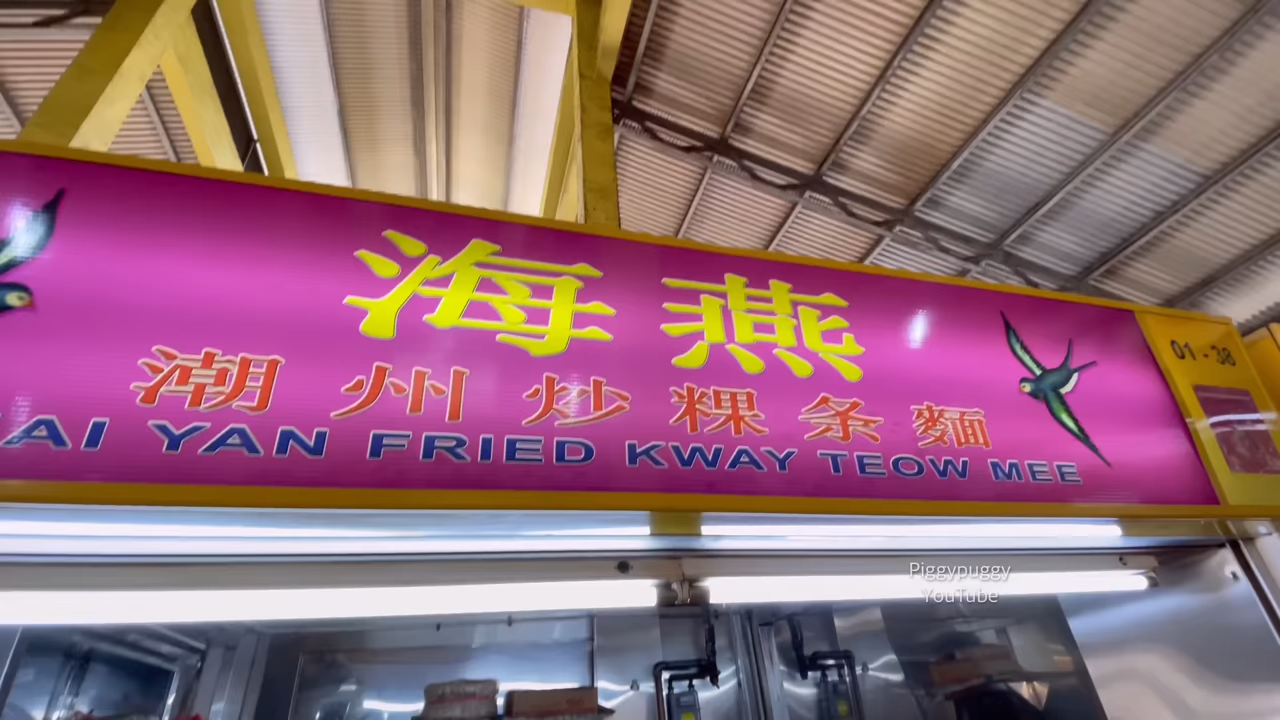 海燕
01-38
潮州炒粿条麵
AI YAN FRIED KWAY TEOW MEE
Piggypuggy
YouTube